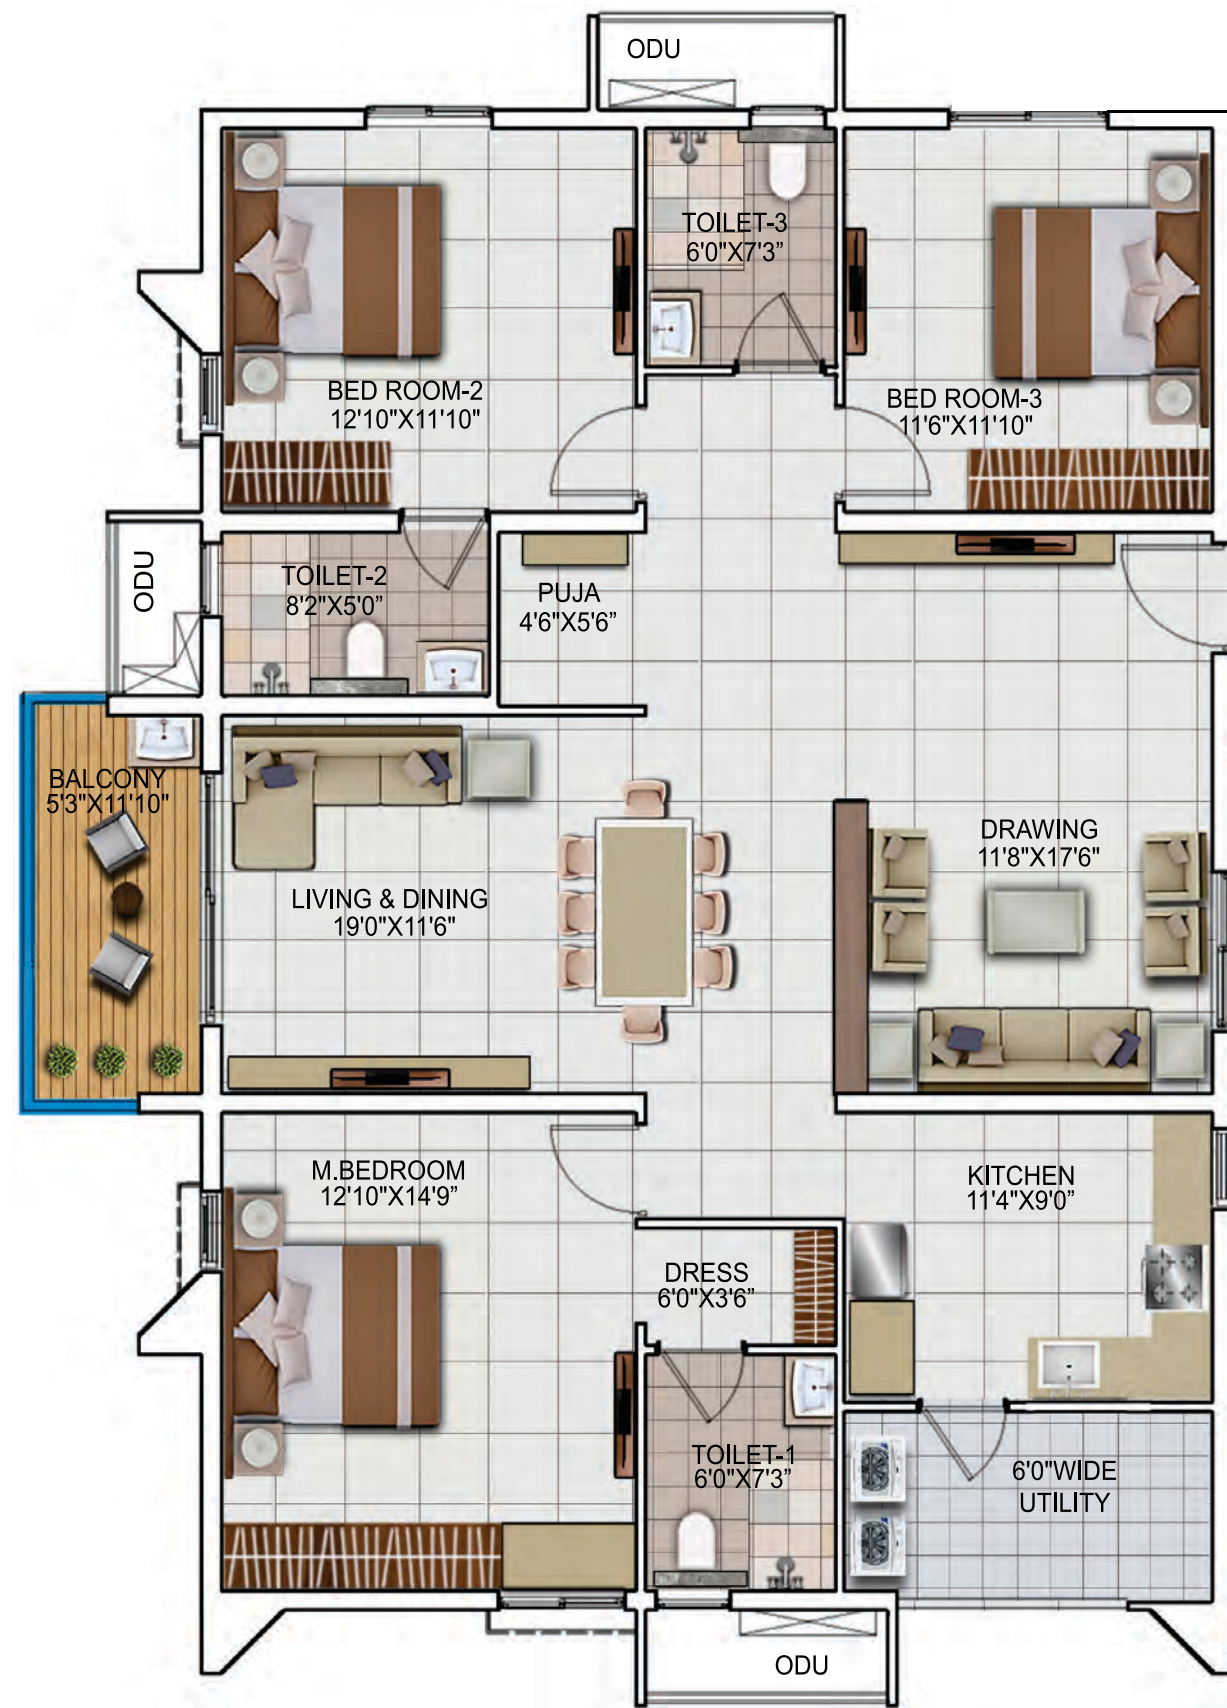 ODU
TOILET-3
6'0"X7'3”
BED ROOM-2
12'10"X11'10"
BED ROOM-3
11'6"X11'10"
ODU
TOILET-2
8'2"X5'0”
PUJA
4'6"X5'6”
BALCONY
5'3"X11'10”
DRAWING
11'8"X17'6”
LIVING & DINING
19'0"X11'6”
M.BEDROOM
12'10"X14'9”
KITCHEN
11'4"X9'0”
DRESS
6'0"X3'6”
TOILET-1
6'0"X7'3”
6'0"WIDE
UTILITY
ODU